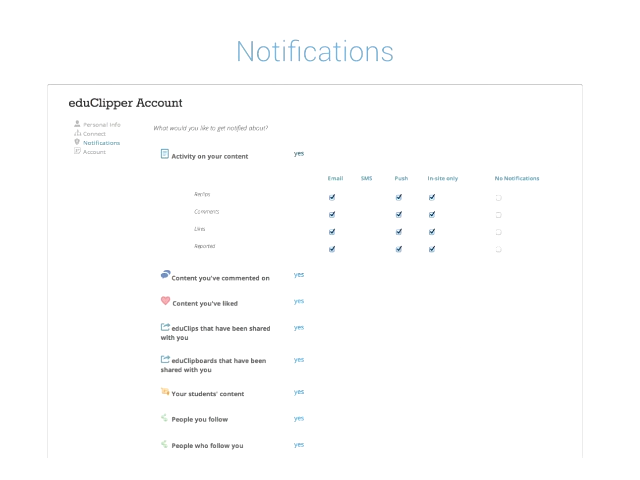 Notifications
eduClipper Account
Personal Info
Connect
Notifications
Account
What would you like to get notified about?
Activity on your content yes
Email SMS Push In-site only No Notifications
Reclips
Comments
Likes
Reported
Content you've commented on yes
Content you've liked yes
eduClips that have been shared
with you yes
eduClipboards that have been
shared with you yes
Your students' content yes
People you follow yes
People who follow you yes